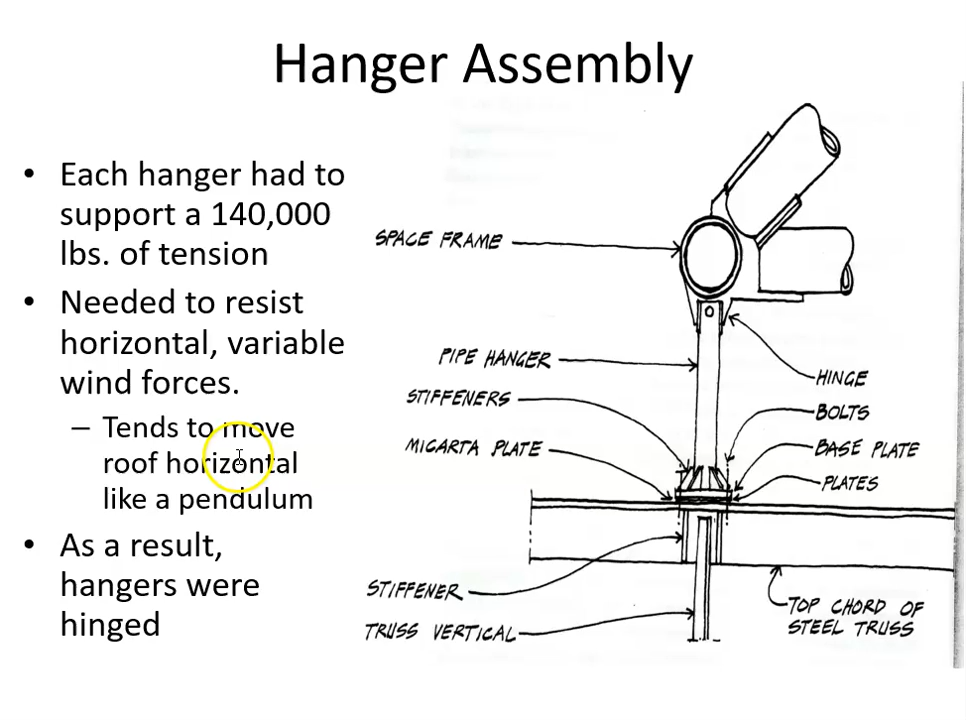 Hanger Assembly
• Each hanger had to
support a 140,000
lbs. of tension
• Needed to resist
horizontal, variable
wind forces.
– Tends to move
roof horizontal
like a pendulum
• As a result,
hangers were
hinged
SPACE FRAME
PIPE HANGER
STIFFENERS
MICARTA PLATE
STIFFENER
TRUSS VERTICAL
HINGE
BOLTS
BASE PLATE
PLATES
TOP CHORD OF
STEEL TRUSS